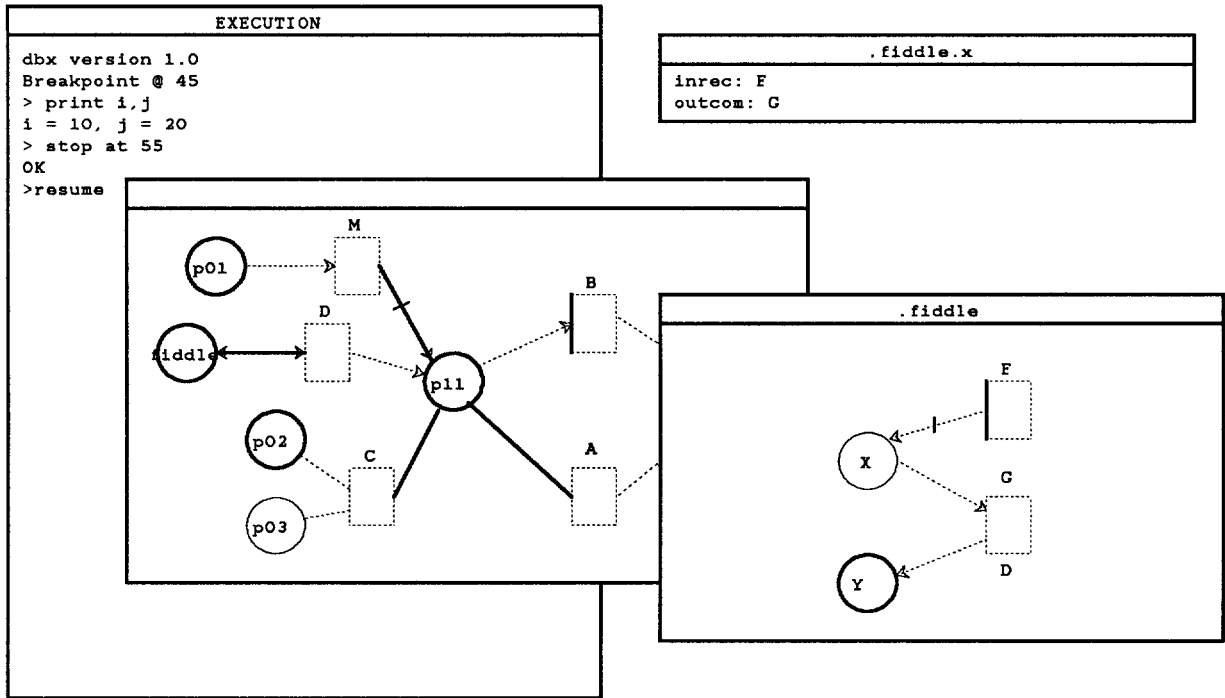 EXECUTION
dbx version 1.0
Breakpoint @ 45
> print i,j
i = 10, j = 20
> stop at 55
OK
>resume
.fiddle.x
inrec: F
outcom: G
M
p01
B
D
fiddle
p11
p02
C
A
p03
.fiddle
F
X
G
D
Y